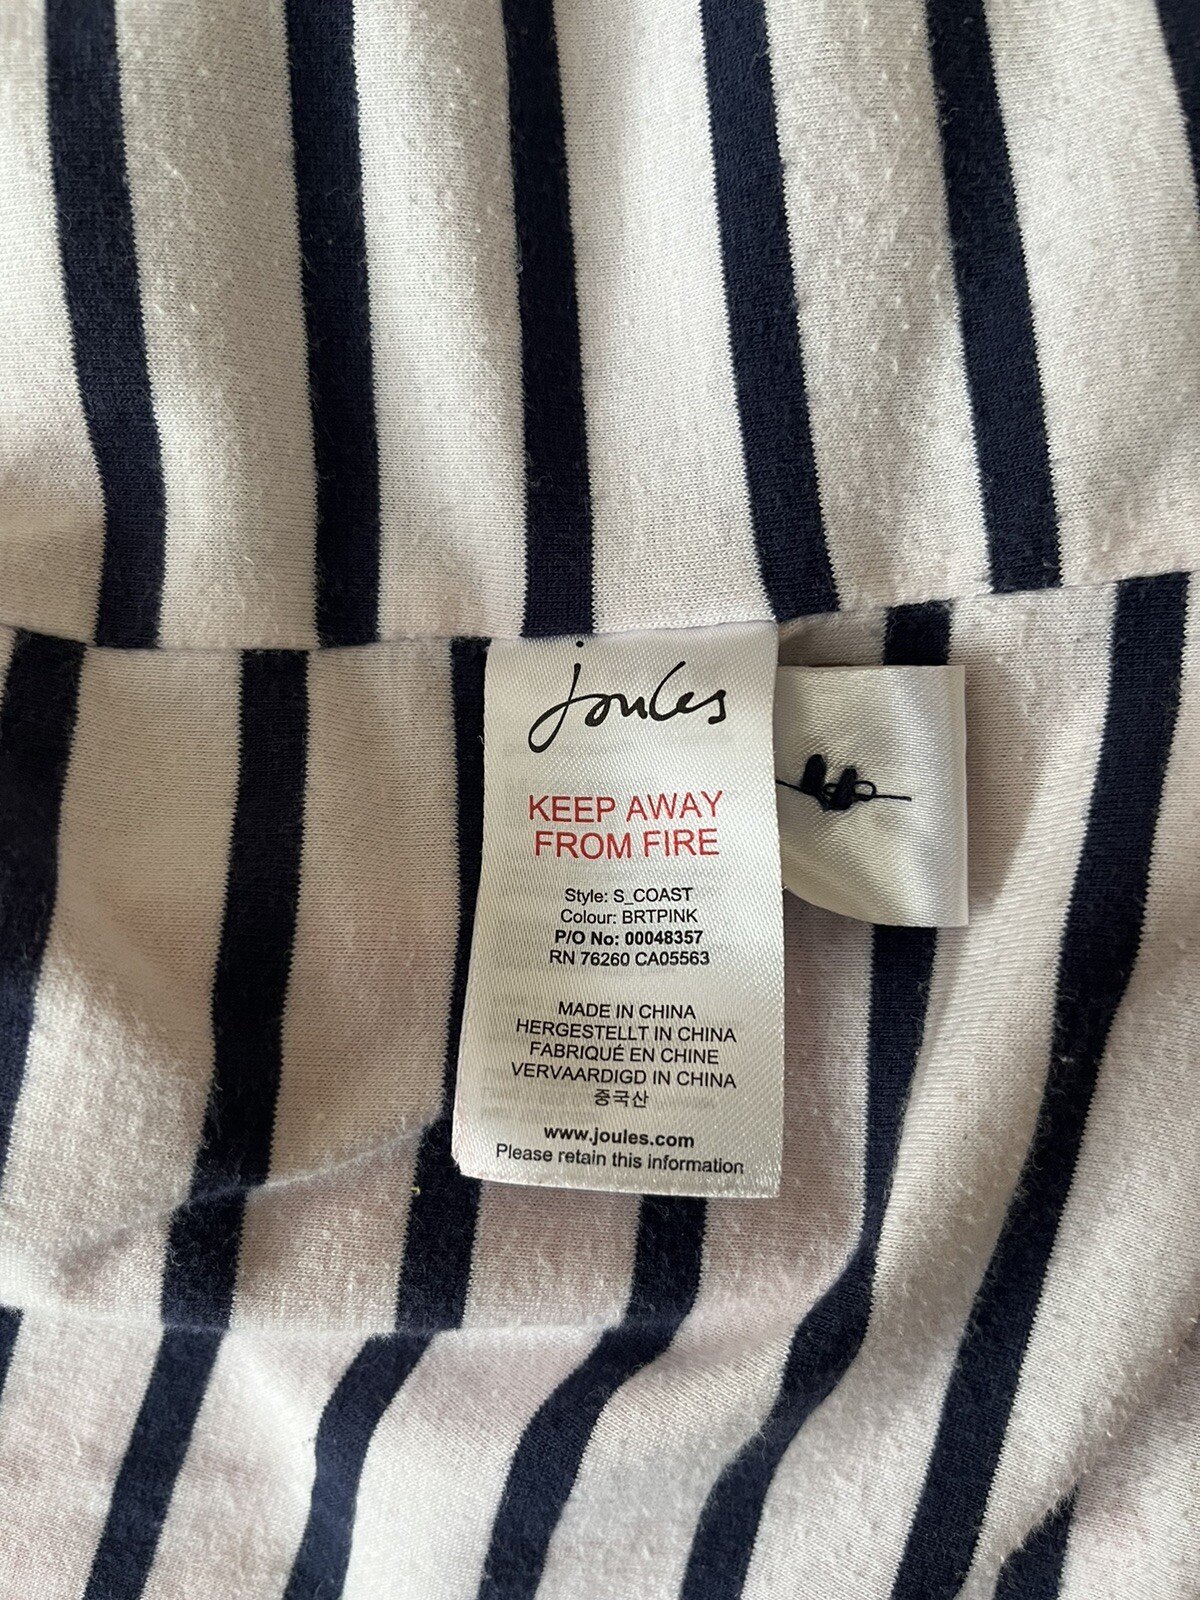 Joules
KEEP AWAY
FROM FIRE
Style: S_COAST
Colour: BRTPINK
P/O No: 00048357
RN 76260 CA05563
MADE IN CHINA
HERGESTELLT IN CHINA
FABRIQUÉ EN CHINE
VERVAARDIGD IN CHINA
중국산
www.joules.com
Please retain this information